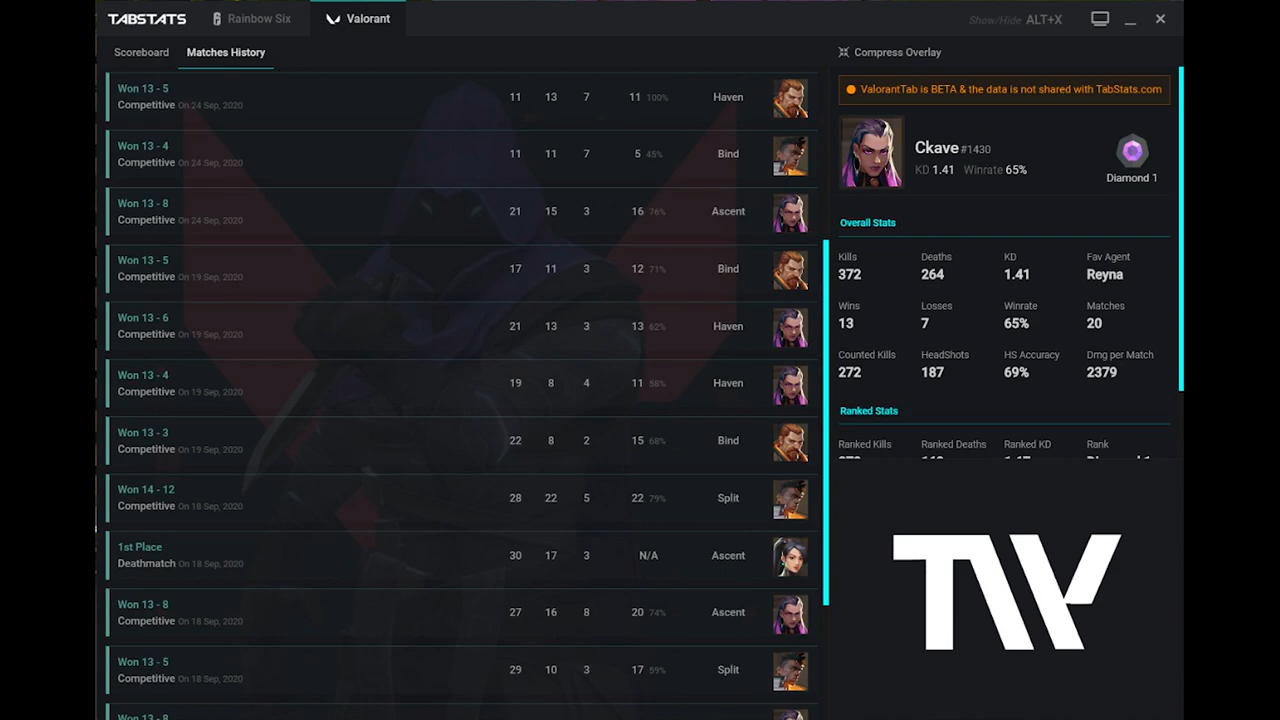 TABSTATS Rainbow Six Valorant Show/Hide ALT+X
Scoreboard Matches History Compress Overlay
Won 13 - 5
Competitive On 24 Sep, 2020
11 13 7 11 100% Haven
Won 13 - 4
Competitive On 24 Sep, 2020
11 11 7 5 45% Bind
Won 13 - 8
Competitive On 24 Sep, 2020
21 15 3 16 76% Ascent
Won 13 - 5
Competitive On 19 Sep, 2020
17 11 3 12 71% Bind
Won 13 - 6
Competitive On 19 Sep, 2020
21 13 3 13 62% Haven
Won 13 - 4
Competitive On 19 Sep, 2020
19 8 4 11 58% Haven
Won 13 - 3
Competitive On 19 Sep, 2020
22 8 2 15 68% Bind
Won 14 - 12
Competitive On 18 Sep, 2020
28 22 5 22 79% Split
1st Place
Deathmatch On 18 Sep, 2020
30 17 3 N/A Ascent
Won 13 - 8
Competitive On 18 Sep, 2020
27 16 8 20 74% Ascent
Won 13 - 5
Competitive On 18 Sep, 2020
29 10 3 17 59% Split
Won 13 - 8
ValorantTab is BETA & the data is not shared with TabStats.com
Ckave #1430
KD 1.41 Winrate 65%
Diamond 1
Overall Stats
Kills Deaths KD Fav Agent
372 264 1.41 Reyna
Wins Losses Winrate Matches
13 7 65% 20
Counted Kills HeadShots HS Accuracy Dmg per Match
272 187 69% 2379
Ranked Stats
Ranked Kills Ranked Deaths Ranked KD Rank